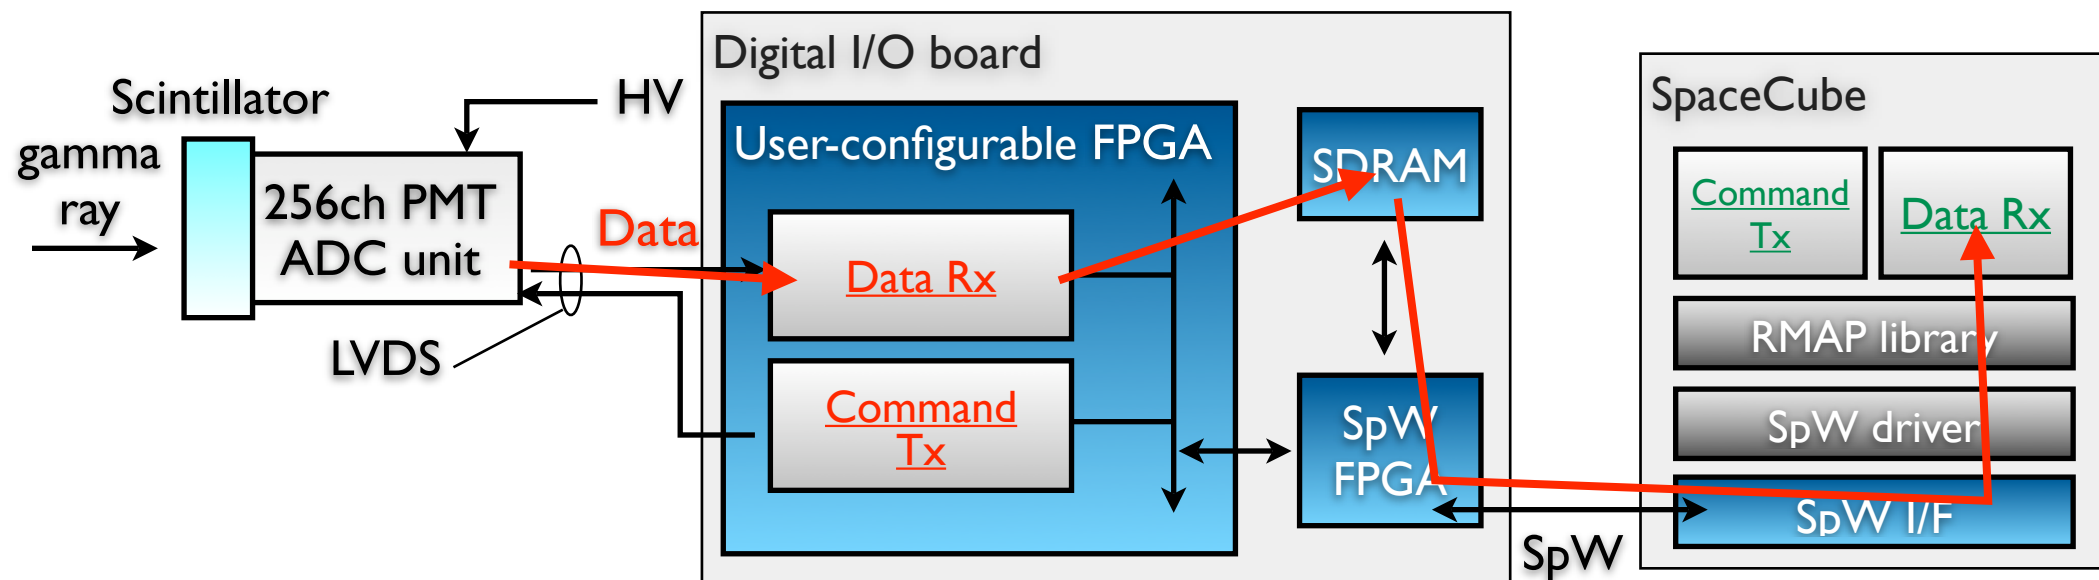 Digital I/O board
Scintillator
HV
SpaceCube
gamma
ray
User-configurable FPGA
SDRAM
256ch PMT
ADC unit
Data
Data Rx
Command
Tx
Data Rx
LVDS
RMAP library
Command
Tx
SpW
FPGA
SpW driver
SpW I/F
SpW